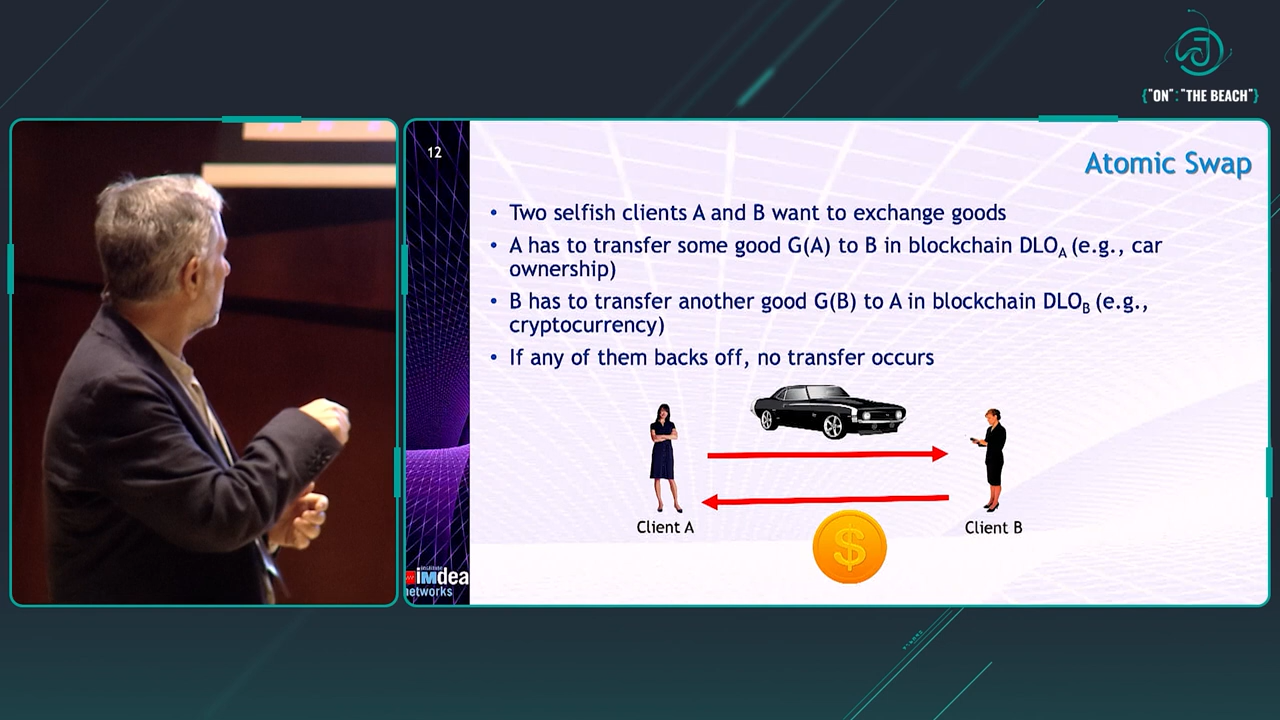 {"ON":"THE BEACH"}
12
Atomic Swap
• Two selfish clients A and B want to exchange goods
• A has to transfer some good G(A) to B in blockchain DLOA (e.g., car
ownership)
• B has to transfer another good G(B) to A in blockchain DLOB (e.g.,
cryptocurrency)
• If any of them backs off, no transfer occurs
Client A
Client B
$
institute
imdea
networks